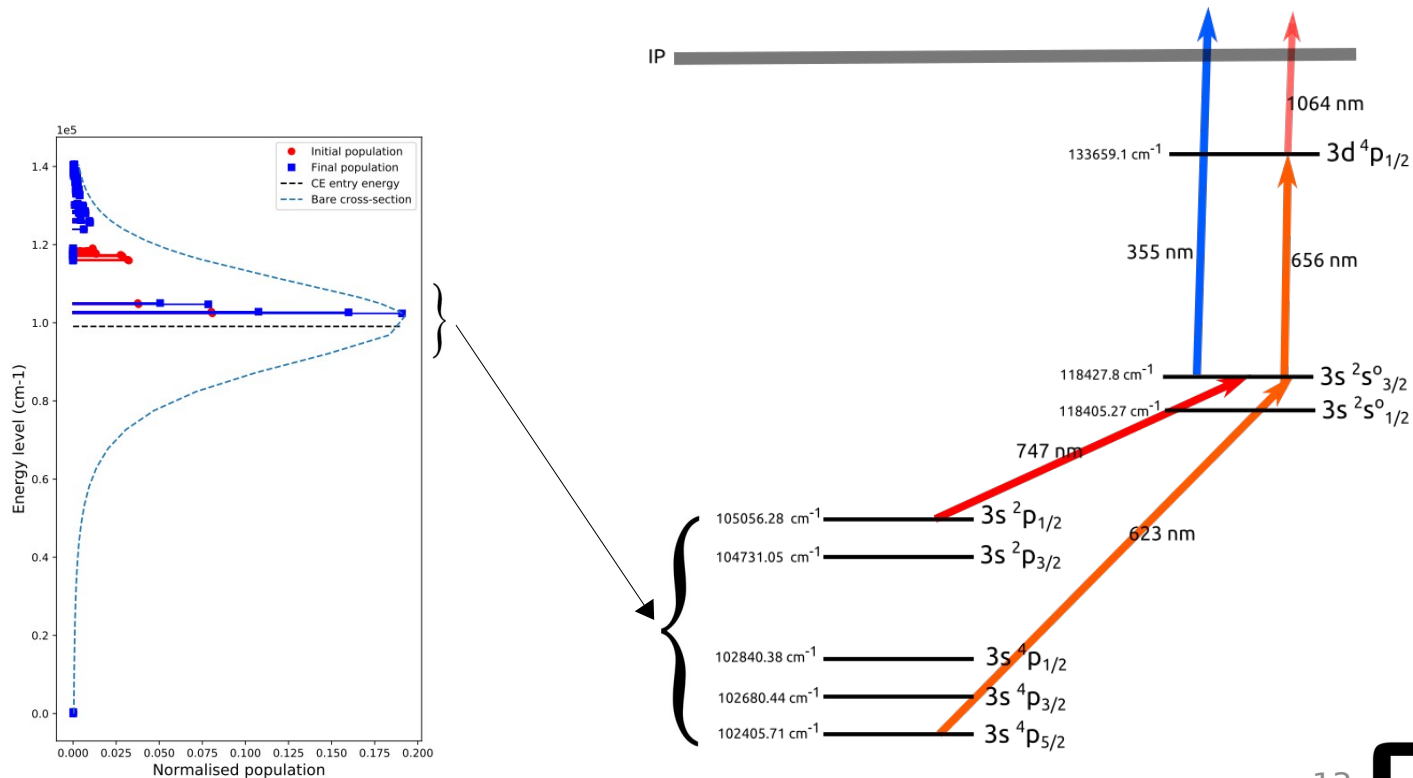 1e5
Initial population
Final population
CE entry energy
Bare cross-section
1.4
1.2
1.0
0.8
0.6
0.4
0.2
0.0
Energy level (cm-1)
0.000 0.025 0.050 0.075 0.100 0.125 0.150 0.175 0.200
Normalised population
IP
1064 nm
133659.1 cm⁻¹ 3d ⁴p₁/₂
355 nm
656 nm
118427.8 cm⁻¹ 3s ²sº₃/₂
118405.27 cm⁻¹ 3s ²sº₁/₂
747 nm
105056.28 cm⁻¹ 3s ²p₁/₂
623 nm
104731.05 cm⁻¹ 3s ²p₃/₂
102840.38 cm⁻¹ 3s ⁴p₁/₂
102680.44 cm⁻¹ 3s ⁴p₃/₂
102405.71 cm⁻¹ 3s ⁴p₅/₂